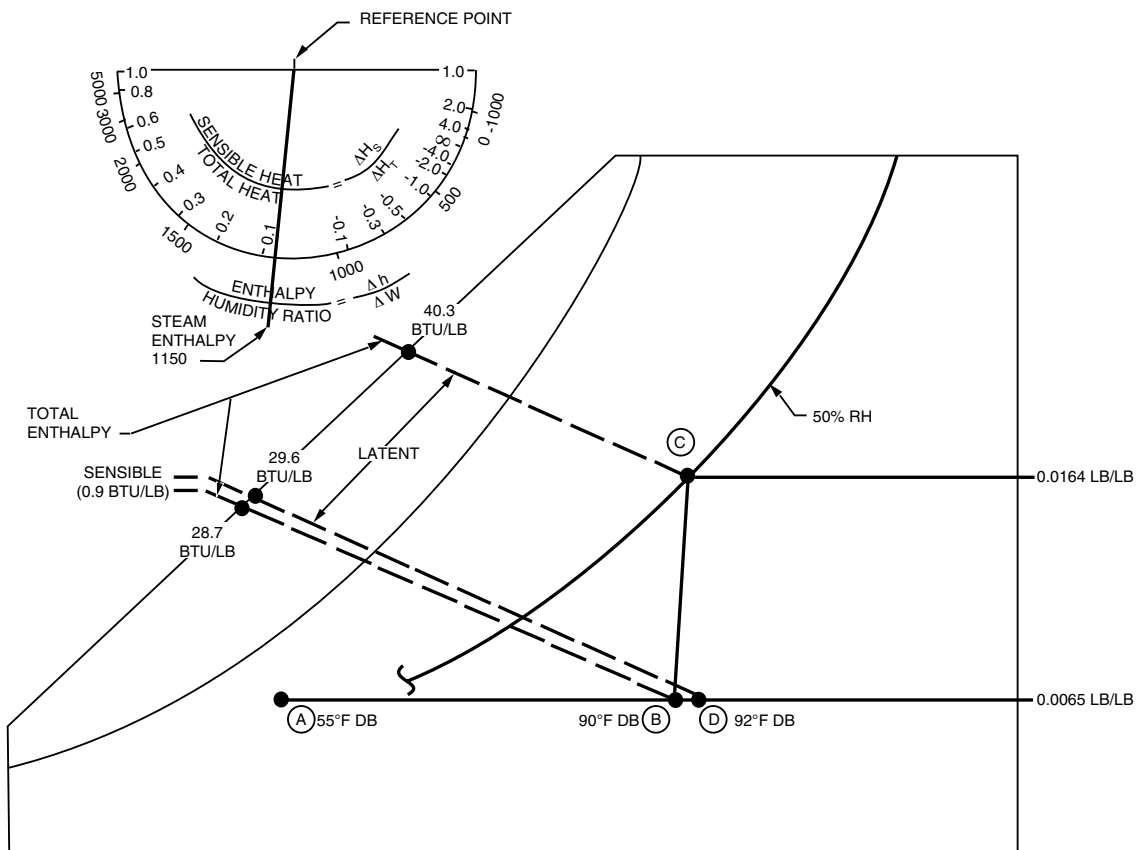 REFERENCE POINT
5000
3000
2000
1500
1000
500
0
-1000
1.0
0.8
0.6
0.5
0.4
0.3
0.2
0.1
-0.1
-0.3
-0.5
-1.0
-2.0
-4.0
∞
4.0
2.0
1.0
SENSIBLE HEAT
TOTAL HEAT
=
ΔHS
ΔHT
ENTHALPY
HUMIDITY RATIO
=
Δ h
Δ W
STEAM
ENTHALPY
1150
40.3
BTU/LB
TOTAL
ENTHALPY
50% RH
C
LATENT
29.6
BTU/LB
SENSIBLE
(0.9 BTU/LB)
0.0164 LB/LB
28.7
BTU/LB
0.0065 LB/LB
A 55°F DB
90°F DB B
D 92°F DB